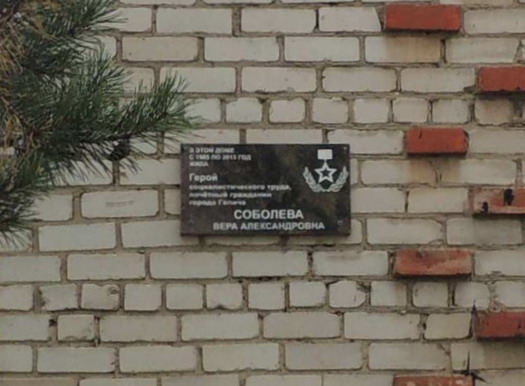 В ЭТОМ ДОМЕ
С 1985 ПО 2013 ГОД
ЖИЛА
Герой
социалистического труда,
почётный гражданин
города Галича
СОБОЛЕВА
ВЕРА АЛЕКСАНДРОВНА